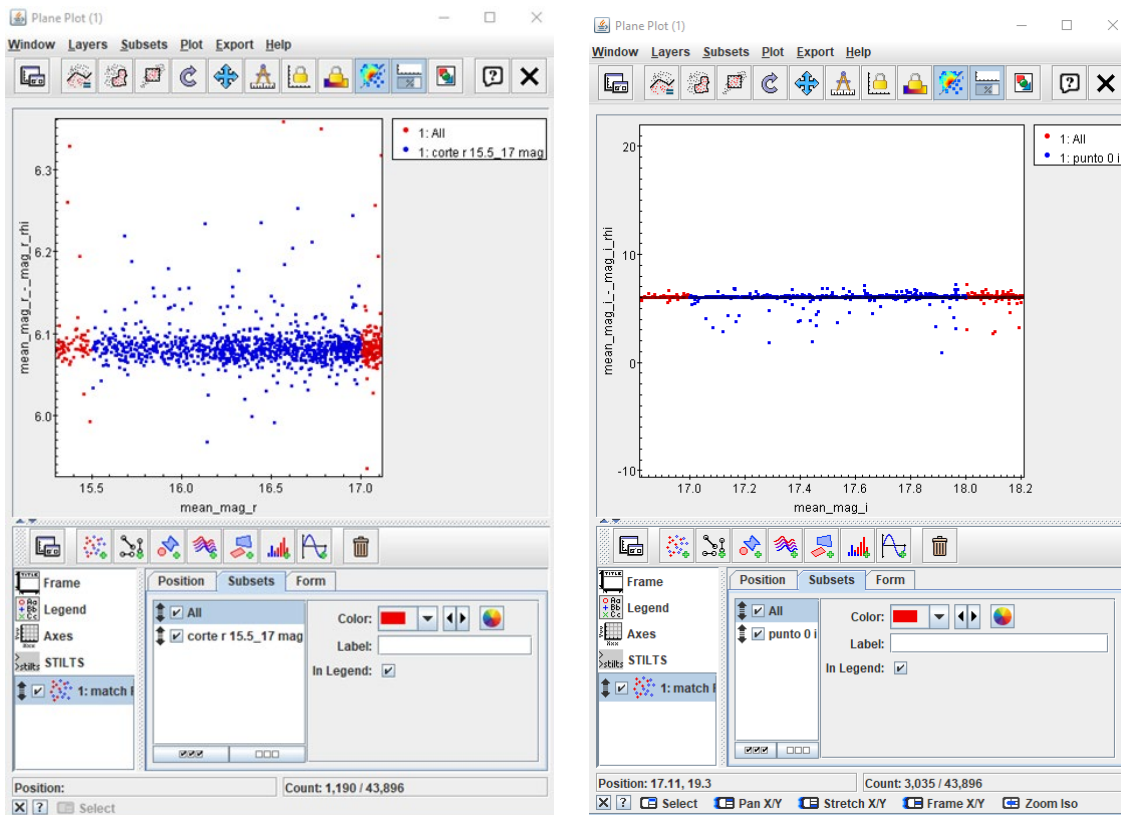 Plane Plot (1)
Window Layers Subsets Plot Export Help
1: All
1: corte r 15.5_17 mag
6.3
6.2
6.1
6.0
mean_mag_r_-_mag_r_rhi
15.5 16.0 16.5 17.0
mean_mag_r
Frame
Legend
Axes
STILTS
1: match
Position Subsets Form
All
corte r 15.5_17 mag
Color:
Label:
In Legend:
Position:
Count: 1,190 / 43,896
Select
Plane Plot (1)
Window Layers Subsets Plot Export Help
1: All
1: punto 0 i
20
10
0
-10
mean_mag_i_-_mag_i_rhi
17.0 17.2 17.4 17.6 17.8 18.0 18.2
mean_mag_i
Frame
Legend
Axes
STILTS
1: match
Position Subsets Form
All
punto 0 i
Color:
Label:
In Legend:
Position: 17.11, 19.3
Count: 3,035 / 43,896
Select Pan X/Y Stretch X/Y Frame X/Y Zoom Iso